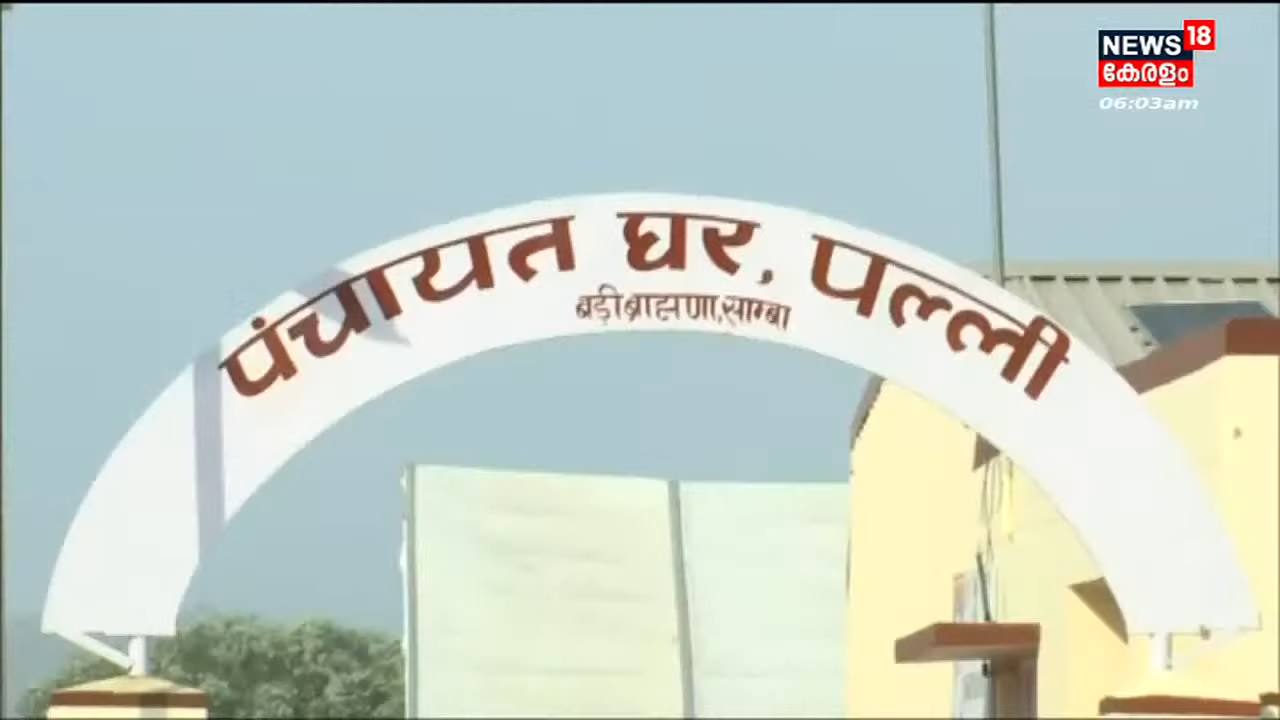 NEWS 18
കേരളം
06:03am
पंचायत घर, पल्ली
बड़ी ब्राह्मणा, साम्बा